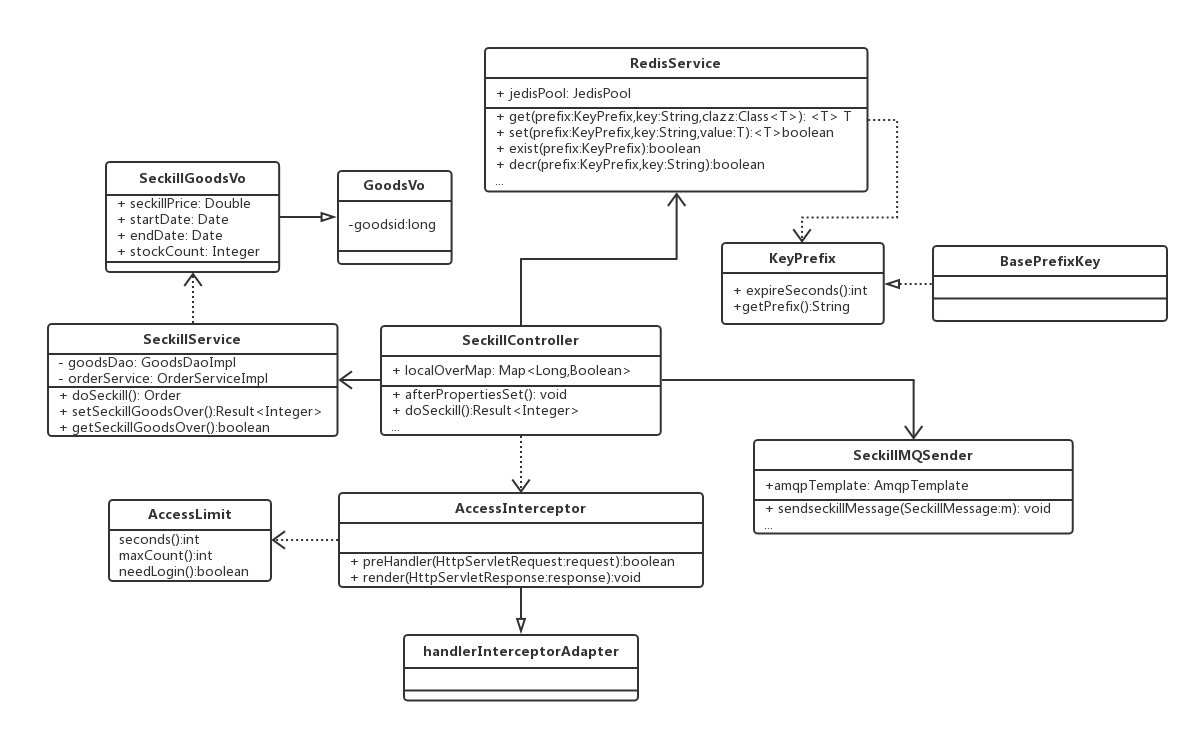 RedisService
+ jedisPool: JedisPool
+ get(prefix:KeyPrefix,key:String,clazz:Class<T>): <T> T
+ set(prefix:KeyPrefix,key:String,value:T):<T>boolean
+ exist(prefix:KeyPrefix):boolean
+ decr(prefix:KeyPrefix,key:String):boolean
...
SeckillGoodsVo
+ seckillPrice: Double
+ startDate: Date
+ endDate: Date
+ stockCount: Integer
GoodsVo
-goodsid:long
KeyPrefix
+ expireSeconds():int
+getPrefix():String
BasePrefixKey
SeckillService
- goodsDao: GoodsDaoImpl
- orderService: OrderServiceImpl
+ doSeckill(): Order
+ setSeckillGoodsOver():Result<Integer>
+ getSeckillGoodsOver():boolean
SeckillController
+ localOverMap: Map<Long,Boolean>
+ afterPropertiesSet(): void
+ doSeckill():Result<Integer>
...
SeckillMQSender
+amqpTemplate: AmqpTemplate
+ sendseckillMessage(SeckillMessage:m): void
...
AccessLimit
seconds():int
maxCount():int
needLogin():boolean
AccessInterceptor
+ preHandler(HttpServletRequest:request):boolean
+ render(HttpServletResponse:response):void
handlerInterceptorAdapter